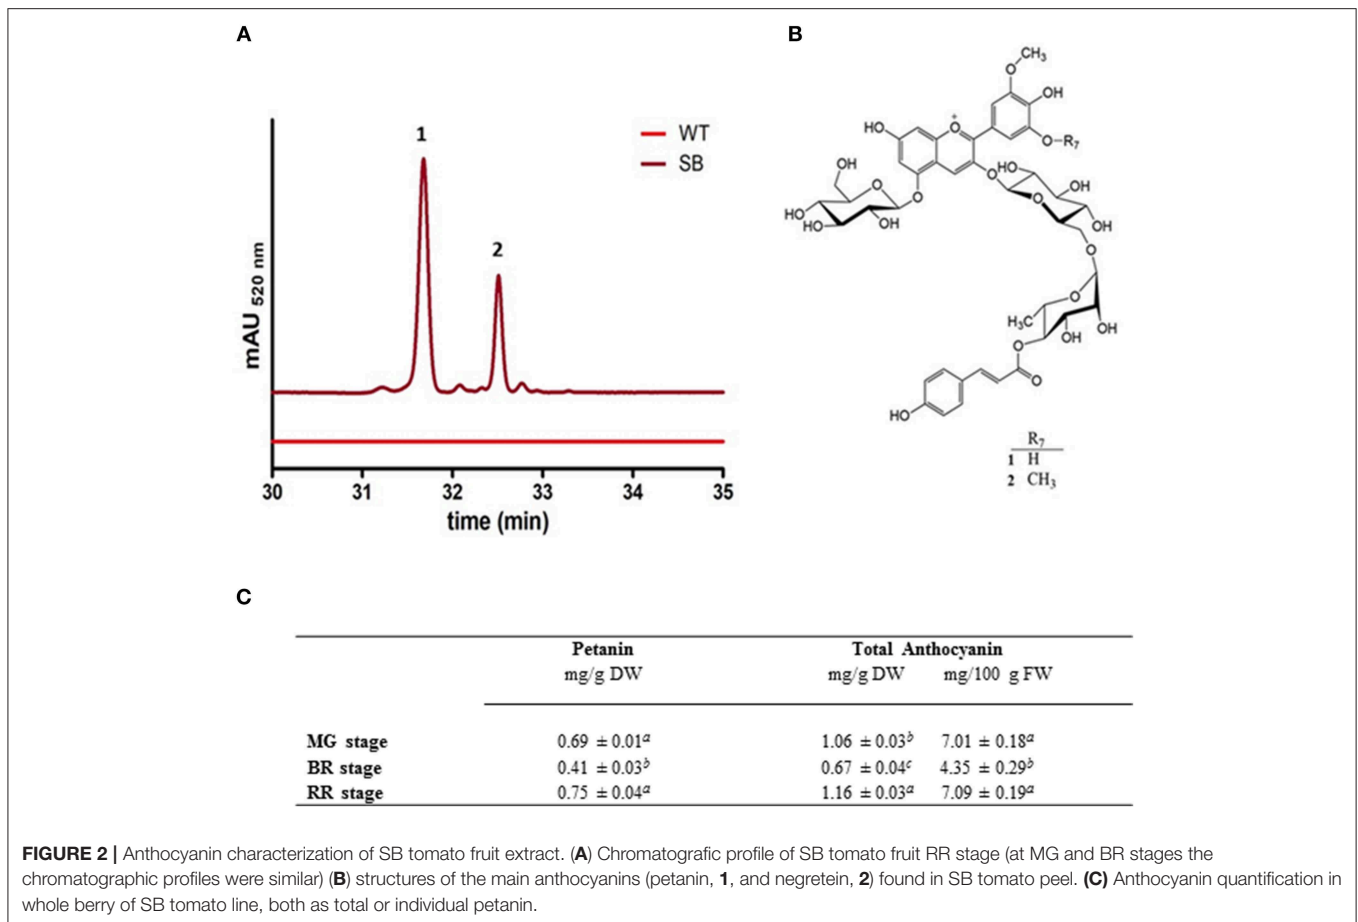 A
B
1
2
WT
SB
mAU 520 nm
30 31 32 33 34 35
time (min)
CH₃
O
OH
HO
O
+
O–R₇
OH
O
O
HO
OH
O
HO
HO
OH
O
OH
O
O
H₃C
OH
OH
O
O
HO
R₇
1 H
2 CH₃
C
Petanin Total Anthocyanin
mg/g DW mg/g DW mg/100 g FW
MG stage 0.69 ±0.01ᵃ 1.06 ±0.03ᵇ 7.01 ±0.18ᵃ
BR stage 0.41 ±0.03ᵇ 0.67 ±0.04ᶜ 4.35 ±0.29ᵇ
RR stage 0.75 ±0.04ᵃ 1.16 ±0.03ᵃ 7.09 ±0.19ᵃ
FIGURE 2 | Anthocyanin characterization of SB tomato fruit extract. (A) Chromatografic profile of SB tomato fruit RR stage (at MG and BR stages the
chromatographic profiles were similar) (B) structures of the main anthocyanins (petanin, 1, and negretein, 2) found in SB tomato peel. (C) Anthocyanin quantification in
whole berry of SB tomato line, both as total or individual petanin.